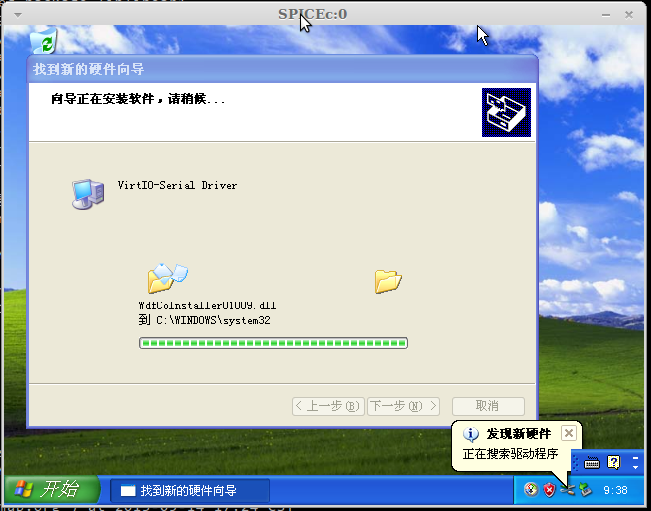 SPICEc:0
找到新的硬件向导
向导正在安装软件，请稍候...
VirtIO-Serial Driver
WdfCoInstaller01009.dll
到 C:\WINDOWS\system32
< 上一步(B)
下一步(N) >
取消
发现新硬件
正在搜索驱动程序
开始
找到新的硬件向导
9:38